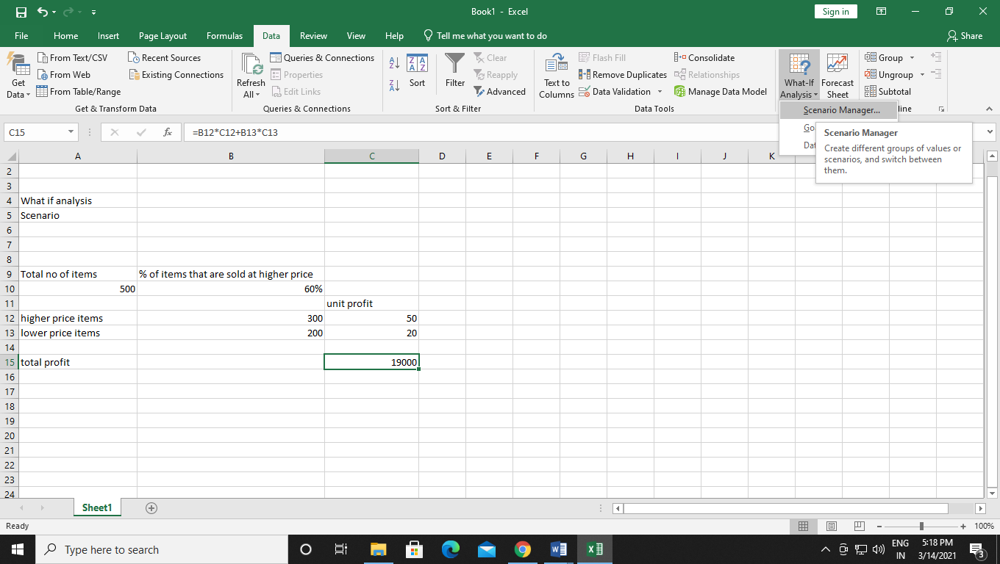 Book1 - Excel
Sign in
File Home Insert Page Layout Formulas Data Review View Help Tell me what you want to do Share
Get Data
From Text/CSV
From Web
From Table/Range
Recent Sources
Existing Connections
Get & Transform Data
Refresh All
Queries & Connections
Properties
Edit Links
Queries & Connections
A Z
Z A
Z A A Z
Sort
Filter
Clear
Reapply
Advanced
Sort & Filter
Text to Columns
Flash Fill
Remove Duplicates
Data Validation
Consolidate
Relationships
Manage Data Model
Data Tools
What-If Analysis
Forecast Sheet
Group
Ungroup
Subtotal
line
Scenario Manager...
Go
Dat
Scenario Manager
Create different groups of values or
scenarios, and switch between
them.
C15 fx =B12*C12+B13*C13
A B C D E F G H I J K
2
3
4 What if analysis
5 Scenario
6
7
8
9 Total no of items % of items that are sold at higher price
10 500 60%
11 unit profit
12 higher price items 300 50
13 lower price items 200 20
14
15 total profit 19000
16
17
18
19
20
21
22
23
24
Sheet1
Ready 100%
Type here to search
ENG
IN
5:18 PM
3/14/2021
3